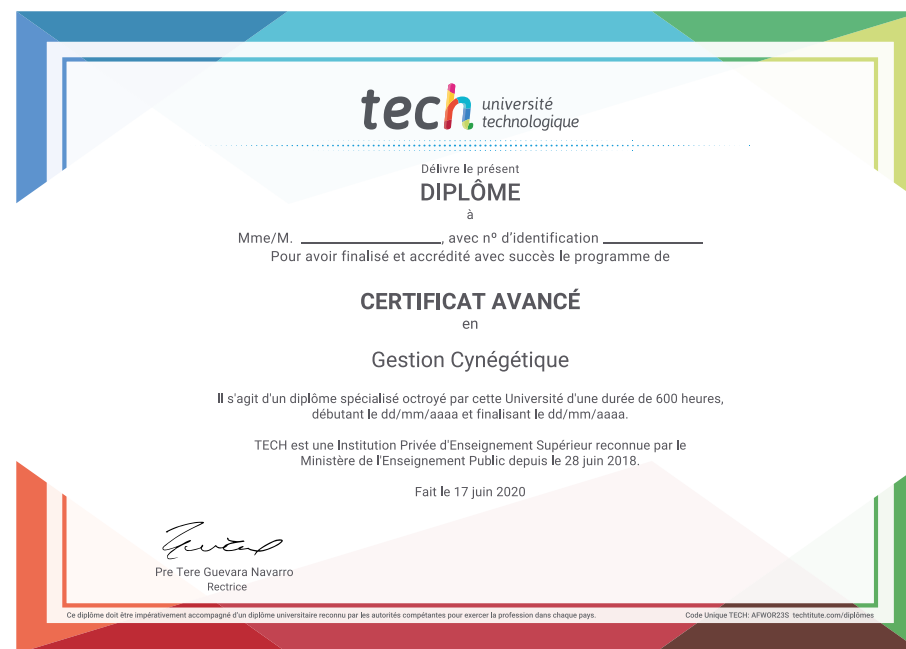 tech université
technologique
Délivre le présent
DIPLÔME
à
Mme/M. ____________________, avec nº d'identification ______________
Pour avoir finalisé et accrédité avec succès le programme de
CERTIFICAT AVANCÉ
en
Gestion Cynégétique
Il s'agit d'un diplôme spécialisé octroyé par cette Université d'une durée de 600 heures,
débutant le dd/mm/aaaa et finalisant le dd/mm/aaaa.
TECH est une Institution Privée d'Enseignement Supérieur reconnue par le
Ministère de l'Enseignement Public depuis le 28 juin 2018.
Fait le 17 juin 2020
Pre Tere Guevara Navarro
Rectrice
Ce diplôme doit être impérativement accompagné d'un diplôme universitaire reconnu par les autorités compétantes pour exercer la profession dans chaque pays.
Code Unique TECH: AFWOR23S techtitute.com/diplômes